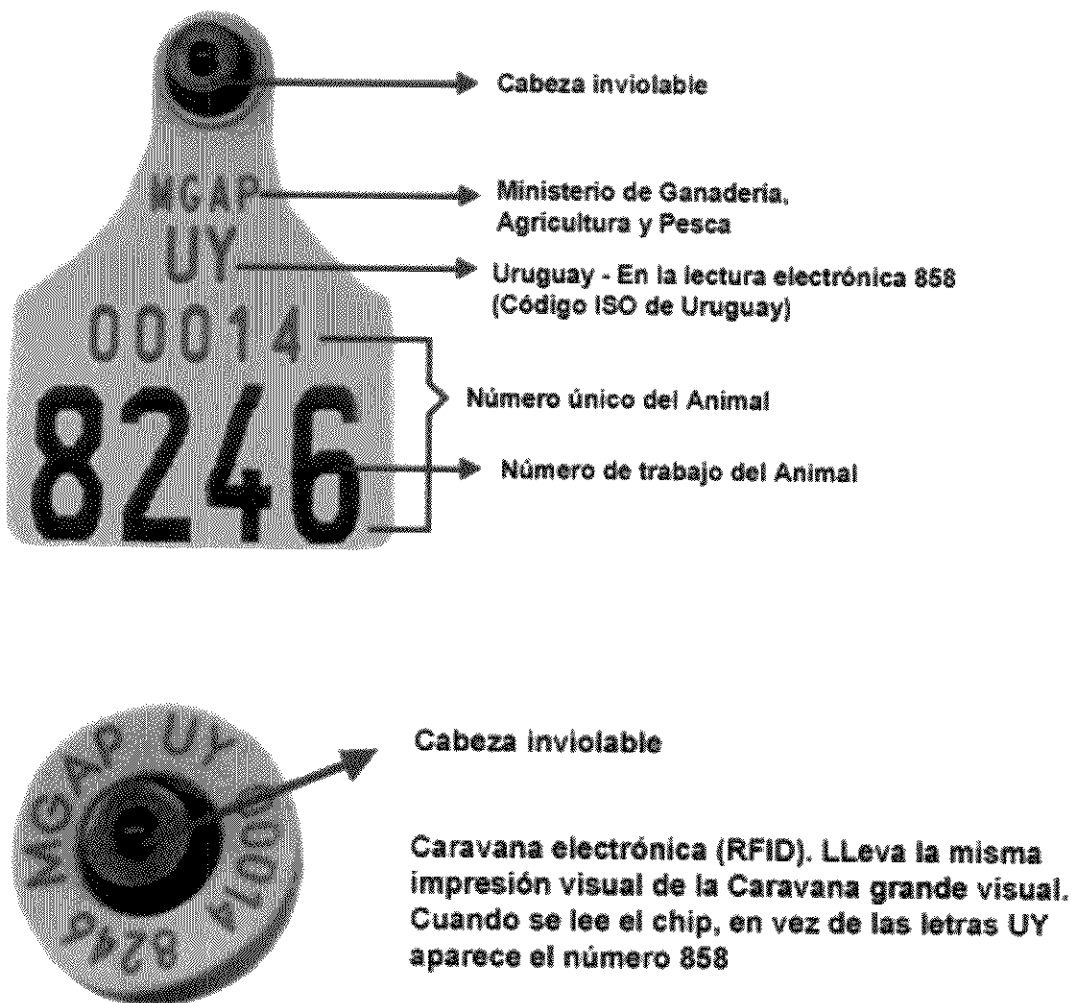 e
Cabeza inviolable
MGAP
Ministerio de Ganadería,
Agricultura y Pesca
UY
Uruguay - En la lectura electrónica 858
(Código ISO de Uruguay)
00014
Número único del Animal
8246
Número de trabajo del Animal
MGAP UY 00014 8246
e
Cabeza inviolable
Caravana electrónica (RFID). LLeva la misma
impresión visual de la Caravana grande visual.
Cuando se lee el chip, en vez de las letras UY
aparece el número 858